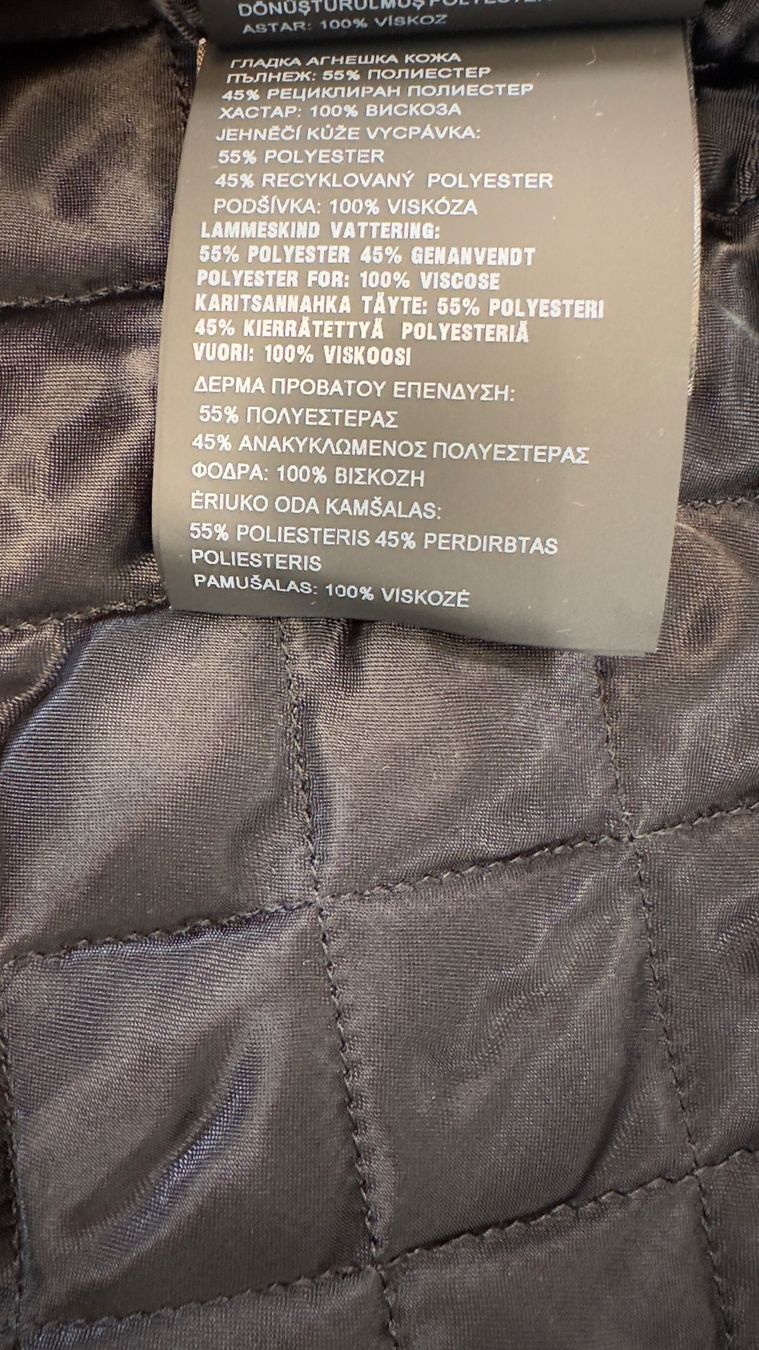 DÖNÜŞTÜRÜLMÜŞ POLYESTER
ASTAR: 100% VİSKOZ
ГЛАДКА АГНЕШКА КОЖА
ПЪЛНЕЖ: 55% ПОЛИЕСТЕР
45% РЕЦИКЛИРАН ПОЛИЕСТЕР
ХАСТАР: 100% ВИСКОЗА
JEHNĚČÍ KŮŽE VYCPÁVKA:
55% POLYESTER
45% RECYKLOVANÝ POLYESTER
PODŠÍVKA: 100% VISKÓZA
LAMMESKIND VATTERING:
55% POLYESTER 45% GENANVENDT
POLYESTER FOR: 100% VISCOSE
KARITSANNAHKA TÄYTE: 55% POLYESTERI
45% KIERRÄTETTYÄ POLYESTERIÄ
VUORI: 100% VISKOOSI
ΔΕΡΜΑ ΠΡΟΒΑΤΟΥ ΕΠΕΝΔΥΣΗ:
55% ΠΟΛΥΕΣΤΕΡΑΣ
45% ΑΝΑΚΥΚΛΩΜΕΝΟΣ ΠΟΛΥΕΣΤΕΡΑΣ
ΦΟΔΡΑ: 100% ΒΙΣΚΟΖΗ
ĖRIUKO ODA KAMŠALAS:
55% POLIESTERIS 45% PERDIRBTAS
POLIESTERIS
PAMUŠALAS: 100% VISKOZĖ